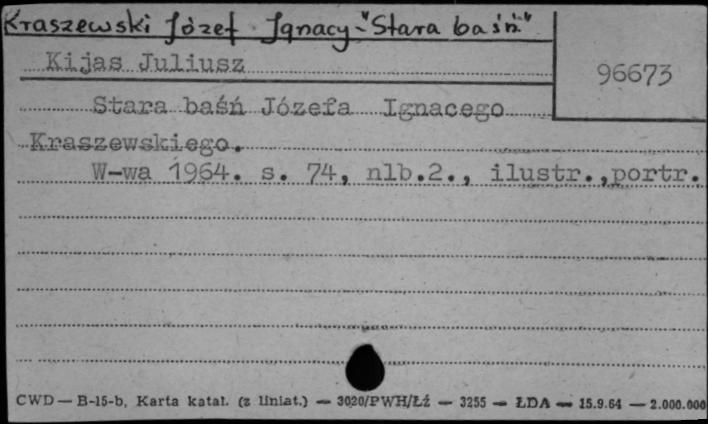 Kraszewski Józef Ignacy-"Stara baśń"
Kijas Juliusz
96673
Stara baśń Józefa Ignacego
Kraszewskiego.
W-wa 1964. s. 74, nlb.2., ilustr.,portr.
CWD — B-15-b, Karta katal. (z liniat.) — 3020/PWH/Łź — 3255 — ŁDA — 15.9.64 — 2.000.000